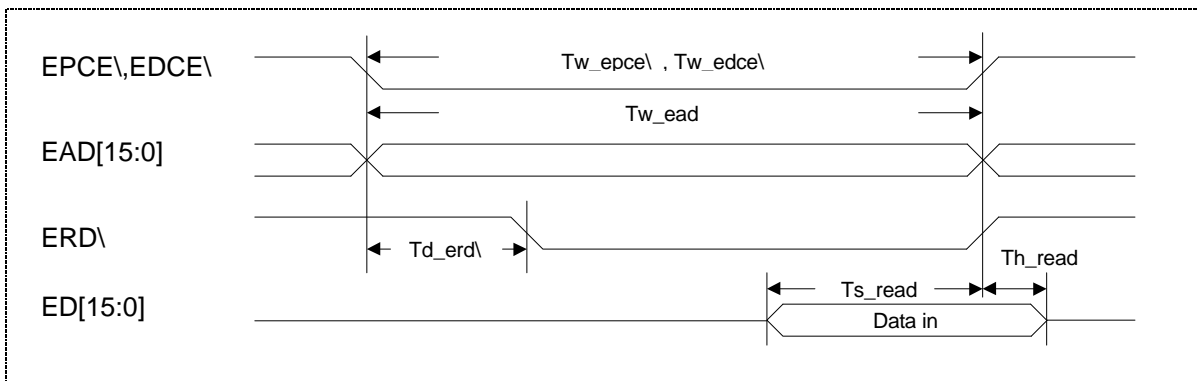 EPCE\,EDCE\
Tw_epce\ , Tw_edce\
Tw_ead
EAD[15:0]
ERD\
Td_erd\
Th_read
ED[15:0]
Ts_read
Data in